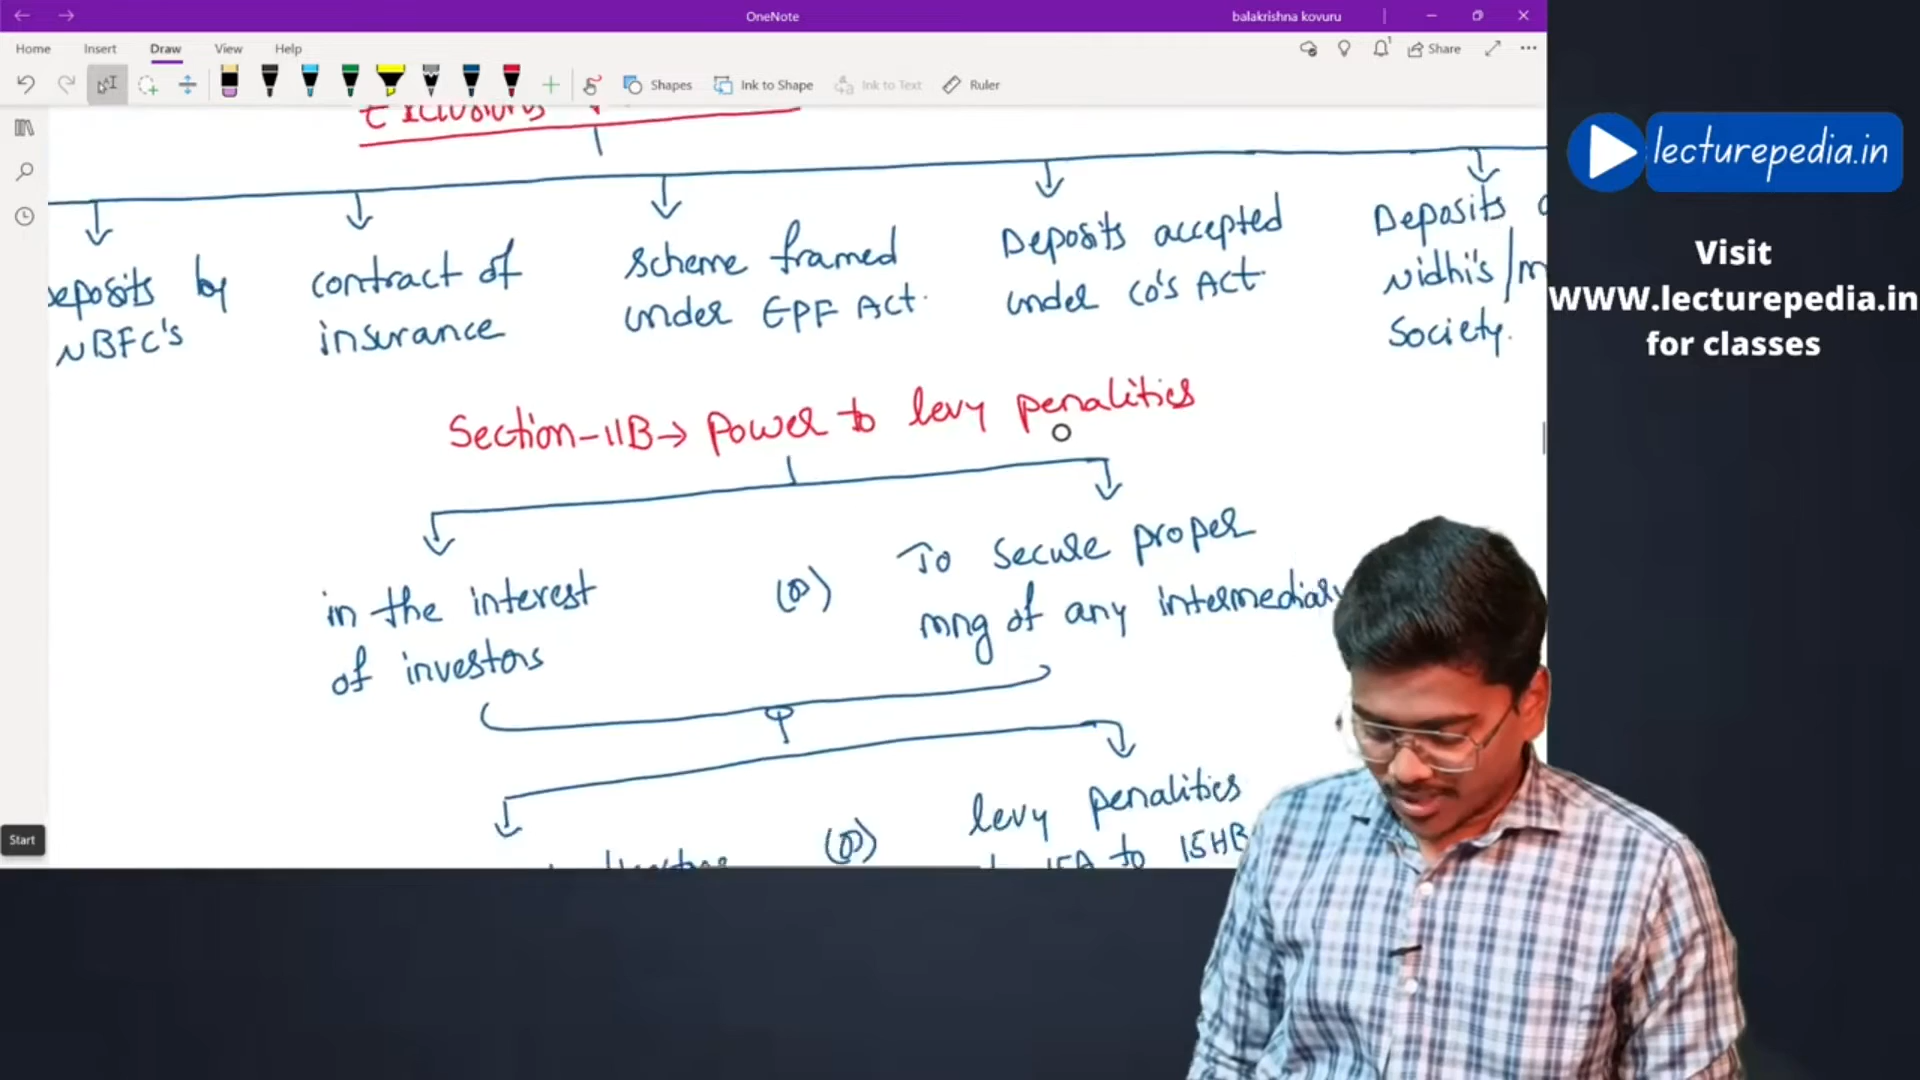 OneNote
balakrishna kovuru
Home Insert Draw View Help
Share
Shapes Ink to Shape Ink to Text Ruler
Exclusions
eposits by
NBFC's
contract of
insurance
Scheme framed
under EPF Act.
Deposits accepted
under Co's Act
Deposits
Nidhi's/m
Society.
Section-11B→ Power to levy penalities
in the interest
of investors
(or)
To secure proper
mng of any intermediary
(or)
levy penalities
to 15HB
Start
lecturepedia.in
Visit
WWW.lecturepedia.in
for classes